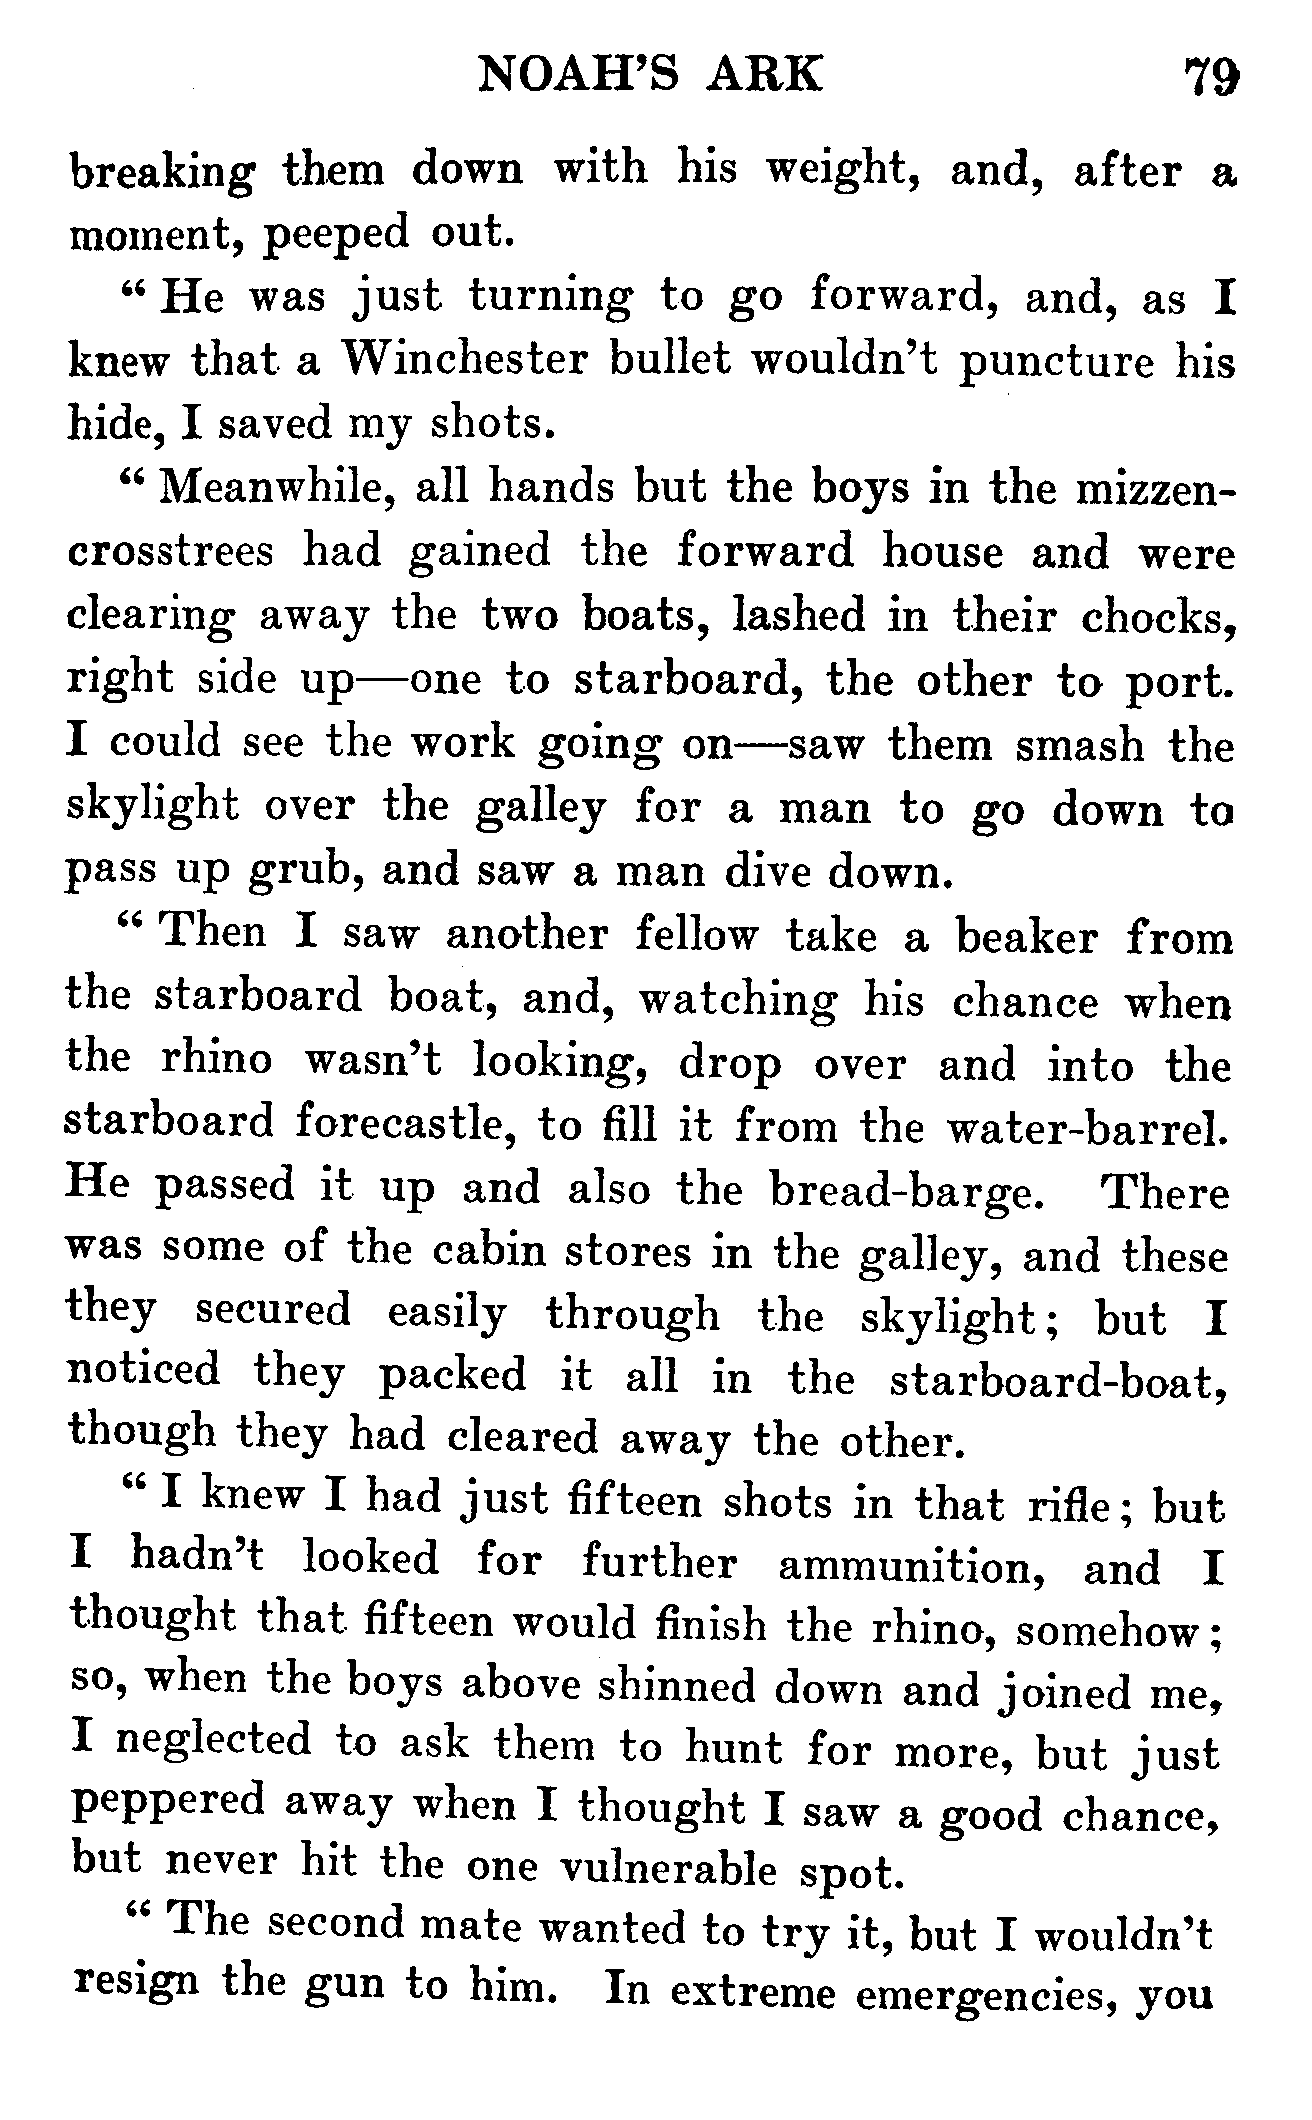 NOAH'S ARK 79
breaking them down with his weight, and, after a
moment, peeped out.
“ He was just turning to go forward, and, as I
knew that a Winchester bullet wouldn't puncture his
hide, I saved my shots.
“ Meanwhile, all hands but the boys in the mizzen-
crosstrees had gained the forward house and were
clearing away the two boats, lashed in their chocks,
right side up—one to starboard, the other to port.
I could see the work going on—saw them smash the
skylight over the galley for a man to go down to
pass up grub, and saw a man dive down.
“ Then I saw another fellow take a beaker from
the starboard boat, and, watching his chance when
the rhino wasn't looking, drop over and into the
starboard forecastle, to fill it from the water-barrel.
He passed it up and also the bread-barge. There
was some of the cabin stores in the galley, and these
they secured easily through the skylight ; but I
noticed they packed it all in the starboard-boat,
though they had cleared away the other.
“ I knew I had just fifteen shots in that rifle ; but
I hadn't looked for further ammunition, and I
thought that fifteen would finish the rhino, somehow ;
so, when the boys above shinned down and joined me,
I neglected to ask them to hunt for more, but just
peppered away when I thought I saw a good chance,
but never hit the one vulnerable spot.
“ The second mate wanted to try it, but I wouldn't
resign the gun to him. In extreme emergencies, you